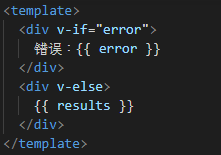 <template>
  <div v-if="error">
    错误：{{ error }}
  </div>
  <div v-else>
    {{ results }}
  </div>
</template>